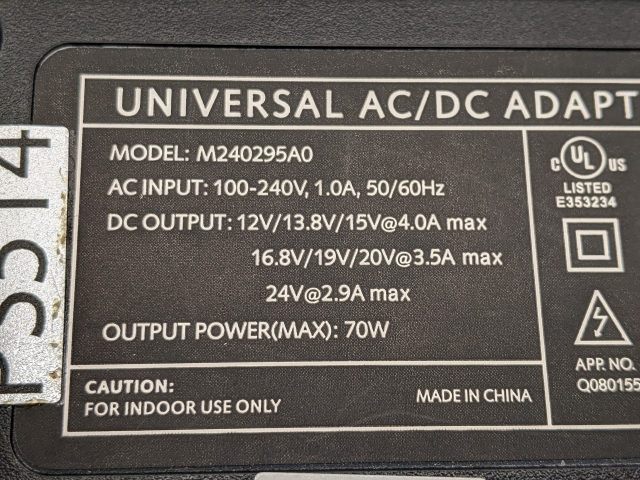 UNIVERSAL AC/DC ADAPT
MODEL: M240295A0
AC INPUT: 100-240V, 1.0A, 50/60Hz
DC OUTPUT: 12V/13.8V/15V@4.0A max
16.8V/19V/20V@3.5A max
24V@2.9A max
OUTPUT POWER(MAX): 70W
CAUTION:
FOR INDOOR USE ONLY
MADE IN CHINA
c UL us
LISTED
E353234
APP. NO.
Q080155
PS514